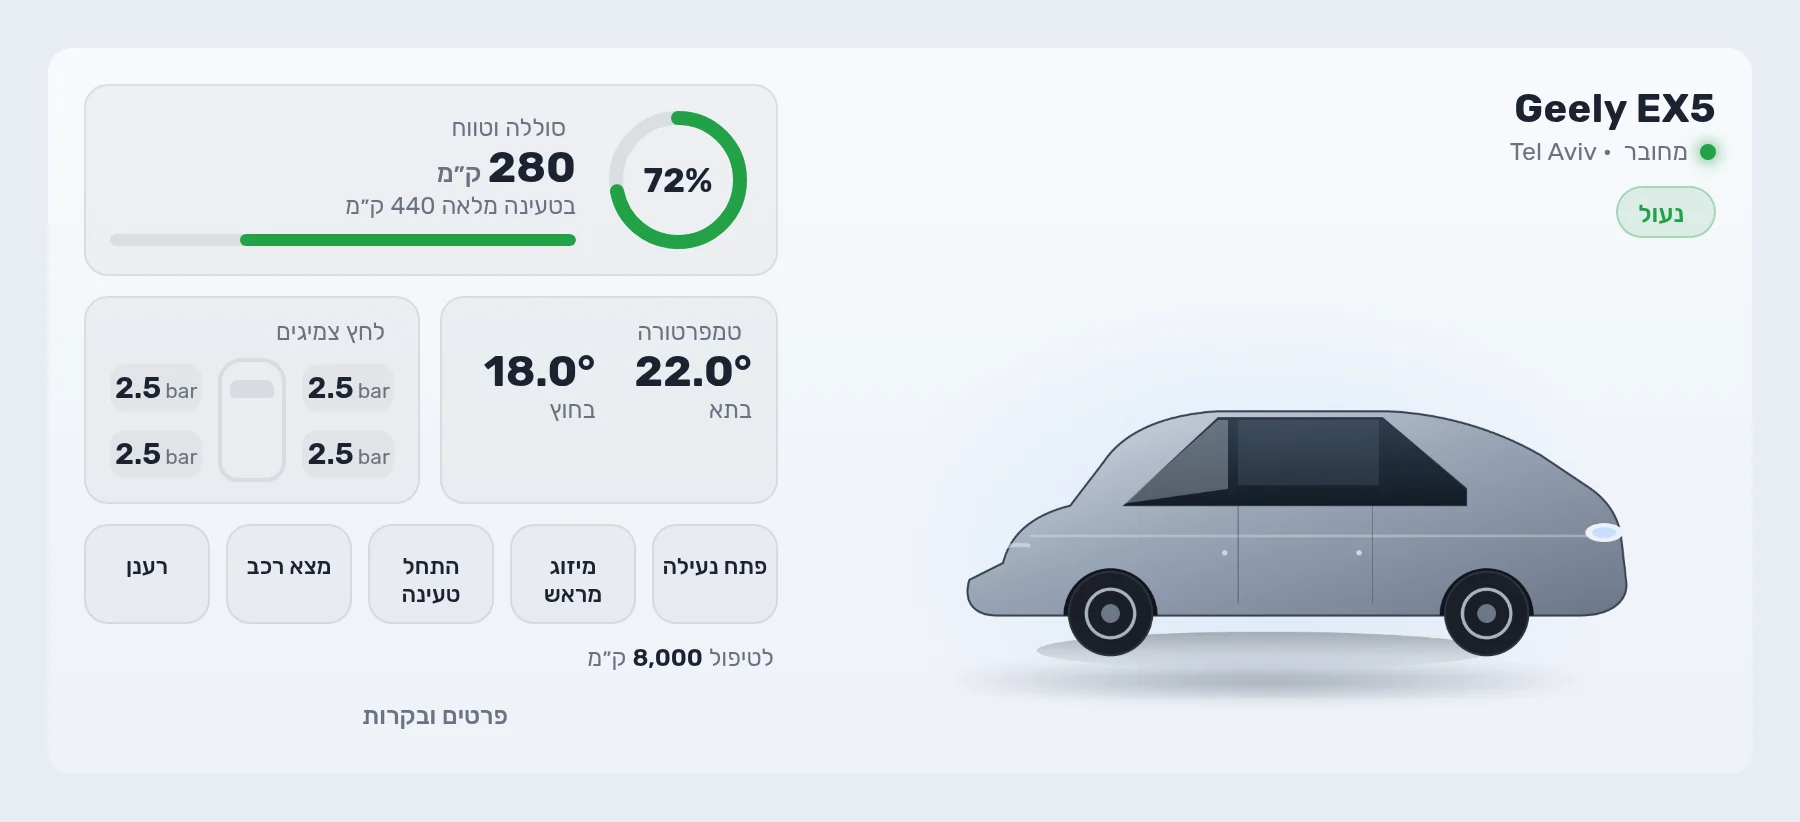 Geely EX5
מחובר • Tel Aviv
נעול
סוללה וטווח
280 ק״מ
בטעינה מלאה 440 ק״מ
72%
טמפרטורה
22.0°
בתא
18.0°
בחוץ
לחץ צמיגים
2.5 bar
2.5 bar
2.5 bar
2.5 bar
פתח נעילה
מיזוג
מראש
התחל
טעינה
מצא רכב
רענן
לטיפול 8,000 ק״מ
פרטים ובקרות